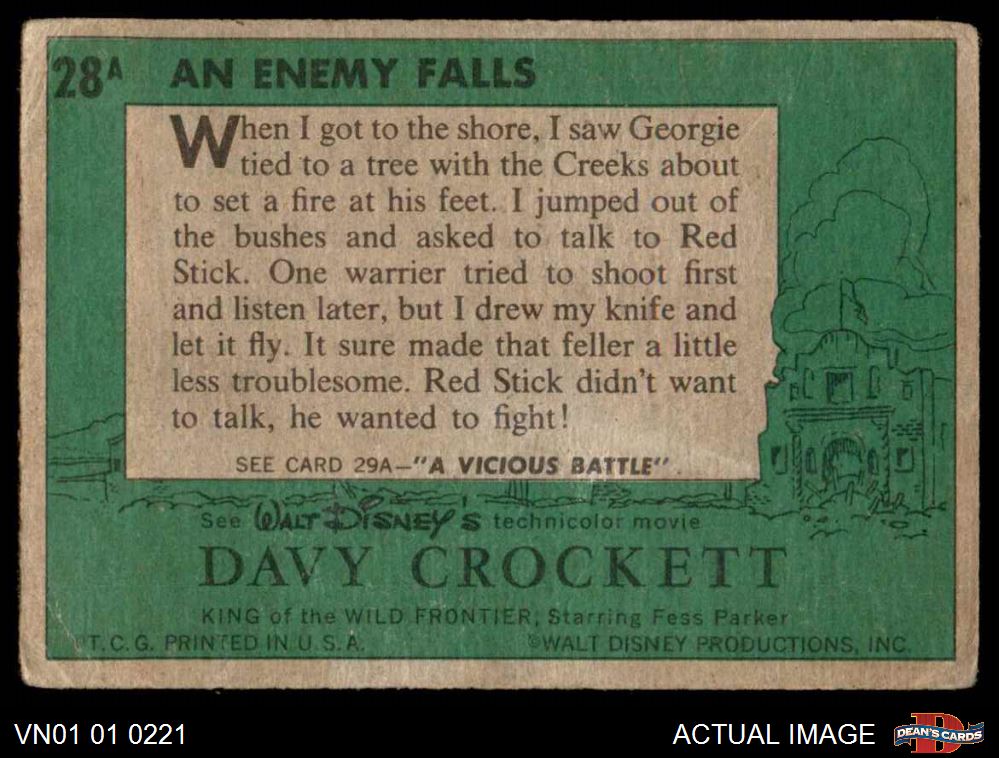 28A AN ENEMY FALLS
When I got to the shore, I saw Georgie
tied to a tree with the Creeks about
to set a fire at his feet. I jumped out of
the bushes and asked to talk to Red
Stick. One warrier tried to shoot first
and listen later, but I drew my knife and
let it fly. It sure made that feller a little
less troublesome. Red Stick didn't want
to talk, he wanted to fight!
SEE CARD 29A—"A VICIOUS BATTLE"
See WALT DISNEY'S technicolor movie
DAVY CROCKETT
KING of the WILD FRONTIER, Starring Fess Parker
©T.C.G. PRINTED IN U.S.A. ©WALT DISNEY PRODUCTIONS, INC.
VN01 01 0221 ACTUAL IMAGE DEAN'S CARDS